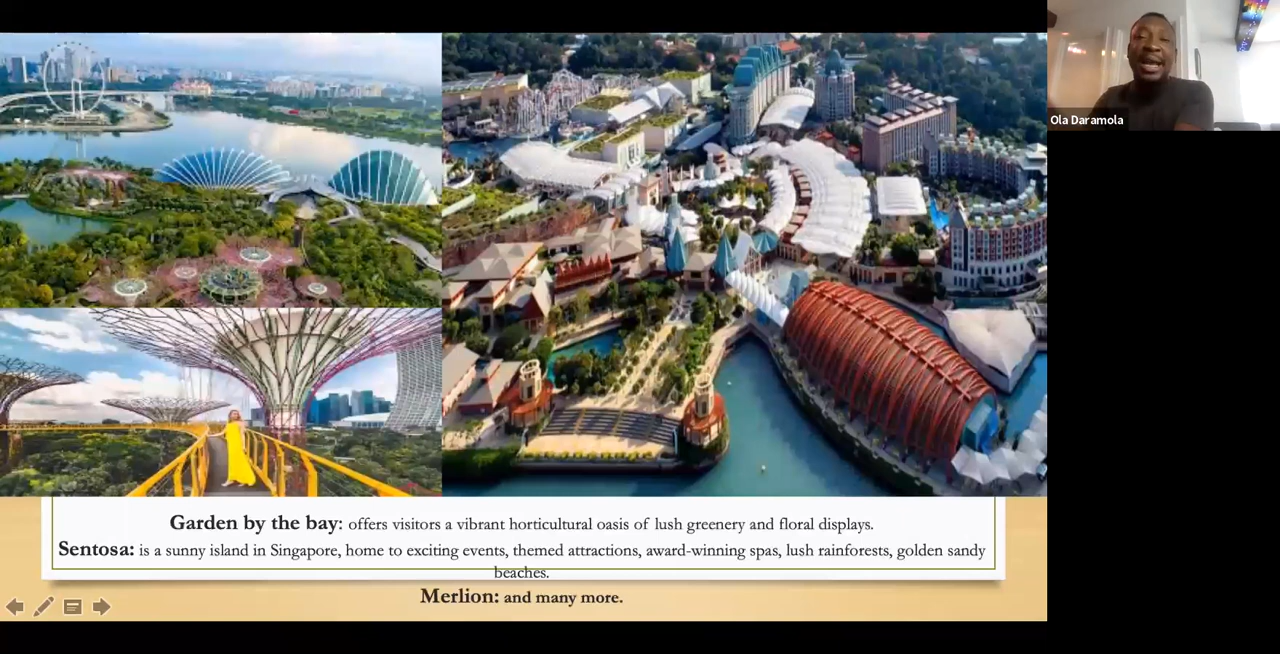 Ola Daramola
Garden by the bay: offers visitors a vibrant horticultural oasis of lush greenery and floral displays.
Sentosa: is a sunny island in Singapore, home to exciting events, themed attractions, award-winning spas, lush rainforests, golden sandy
beaches.
Merlion: and many more.